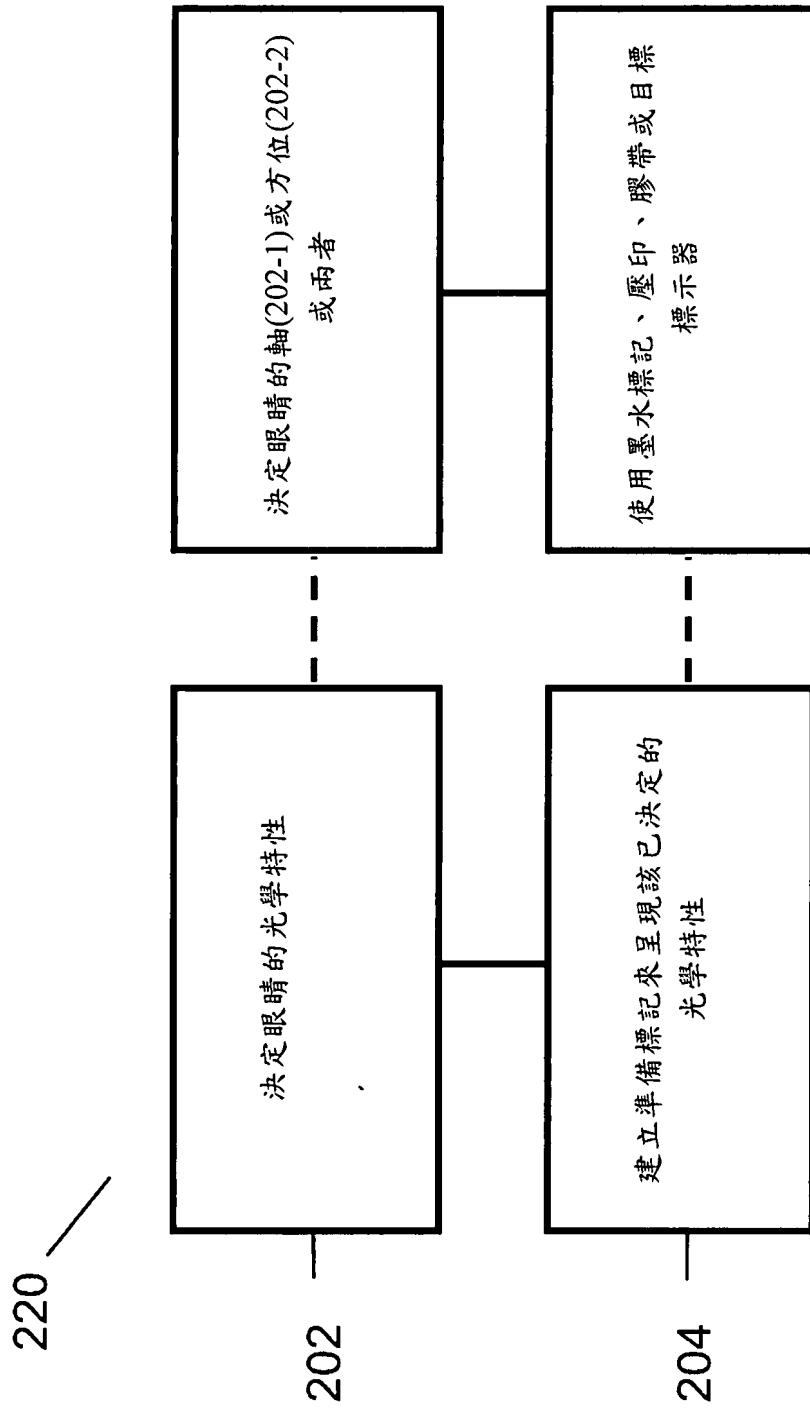 220
202
決定眼睛的光學特性
決定眼睛的軸(202-1)或方位(202-2)
或兩者
204
建立準備標記來呈現該已決定的
光學特性
使用墨水標記、壓印、膠帶或目標
標示器